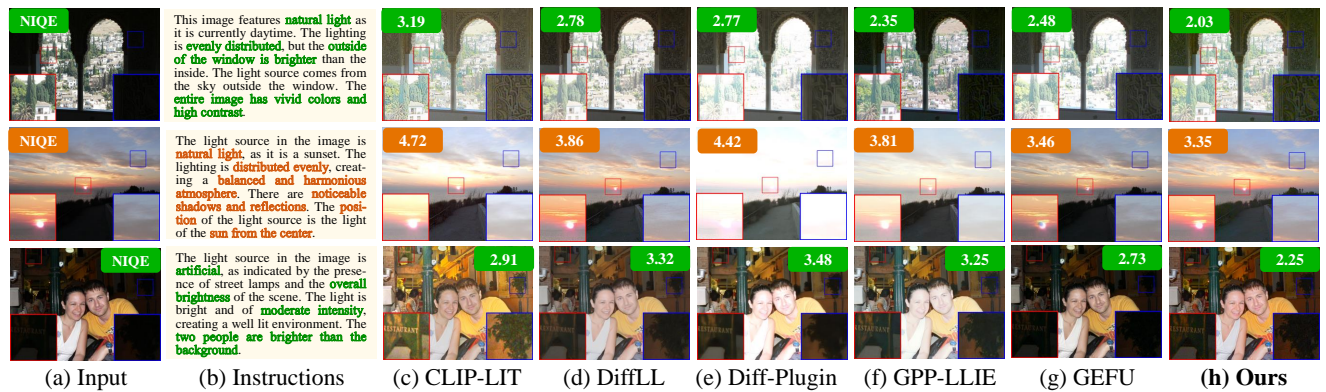 NIQE
This image features natural light as
it is currently daytime. The lighting
is evenly distributed, but the outside
of the window is brighter than the
inside. The light source comes from
the sky outside the window. The
entire image has vivid colors and
high contrast.
3.19
2.78
2.77
2.35
2.48
2.03
NIQE
The light source in the image is
natural light, as it is a sunset. The
lighting is distributed evenly, creat-
ing a balanced and harmonious
atmosphere. There are noticeable
shadows and reflections. The posi-
tion of the light source is the light
of the sun from the center.
4.72
3.86
4.42
3.81
3.46
3.35
NIQE
The light source in the image is
artificial, as indicated by the prese-
nce of street lamps and the overall
brightness of the scene. The light is
bright and of moderate intensity,
creating a well lit environment. The
two people are brighter than the
background.
2.91
3.32
3.48
3.25
2.73
2.25
RESTAURANT
RESTAURANT
RESTAURANT
RESTAURANT
(a) Input
(b) Instructions
(c) CLIP-LIT
(d) DiffLL
(e) Diff-Plugin
(f) GPP-LLIE
(g) GEFU
(h) Ours